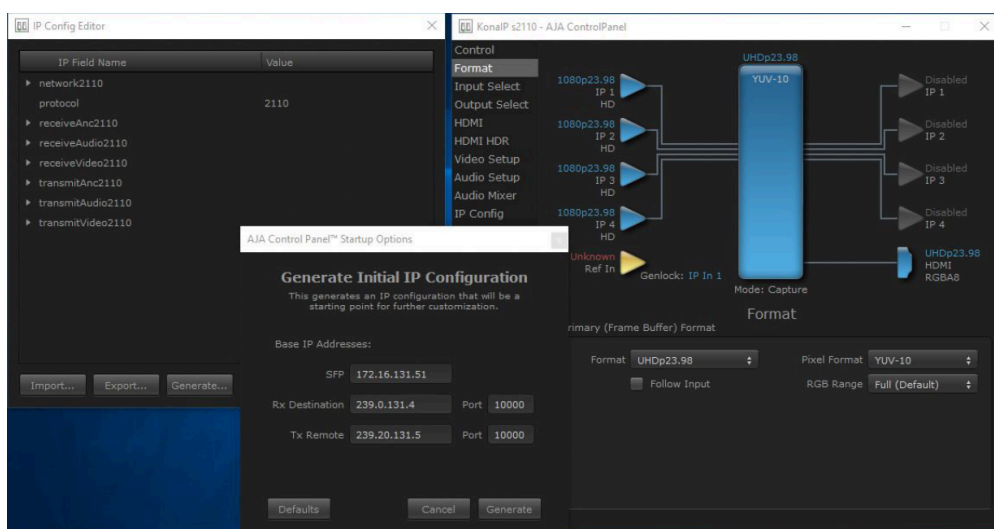 IP Config Editor
IP Field Name Value
network2110
protocol 2110
receiveAnc2110
receiveAudio2110
receiveVideo2110
transmitAnc2110
transmitAudio2110
transmitVideo2110
Import... Export... Generate...
AJA Control Panel™ Startup Options
Generate Initial IP Configuration
This generates an IP configuration that will be a
starting point for further customization.
Base IP Addresses:
SFP 172.16.131.51
Rx Destination 239.0.131.4 Port 10000
Tx Remote 239.20.131.5 Port 10000
Defaults Cancel Generate
KonaIP s2110 - AJA ControlPanel
Control
Format
Input Select
Output Select
HDMI
HDMI HDR
Video Setup
Audio Setup
Audio Mixer
IP Config
1080p23.98
IP 1
HD
1080p23.98
IP 2
HD
1080p23.98
IP 3
HD
1080p23.98
IP 4
HD
Unknown
Ref In
Genlock: IP In 1
UHDp23.98
YUV-10
Mode: Capture
Disabled
IP 1
Disabled
IP 2
Disabled
IP 3
Disabled
IP 4
UHDp23.98
HDMI
RGBA8
Format
rimary (Frame Buffer) Format
Format UHDp23.98 Pixel Format YUV-10
Follow Input RGB Range Full (Default)